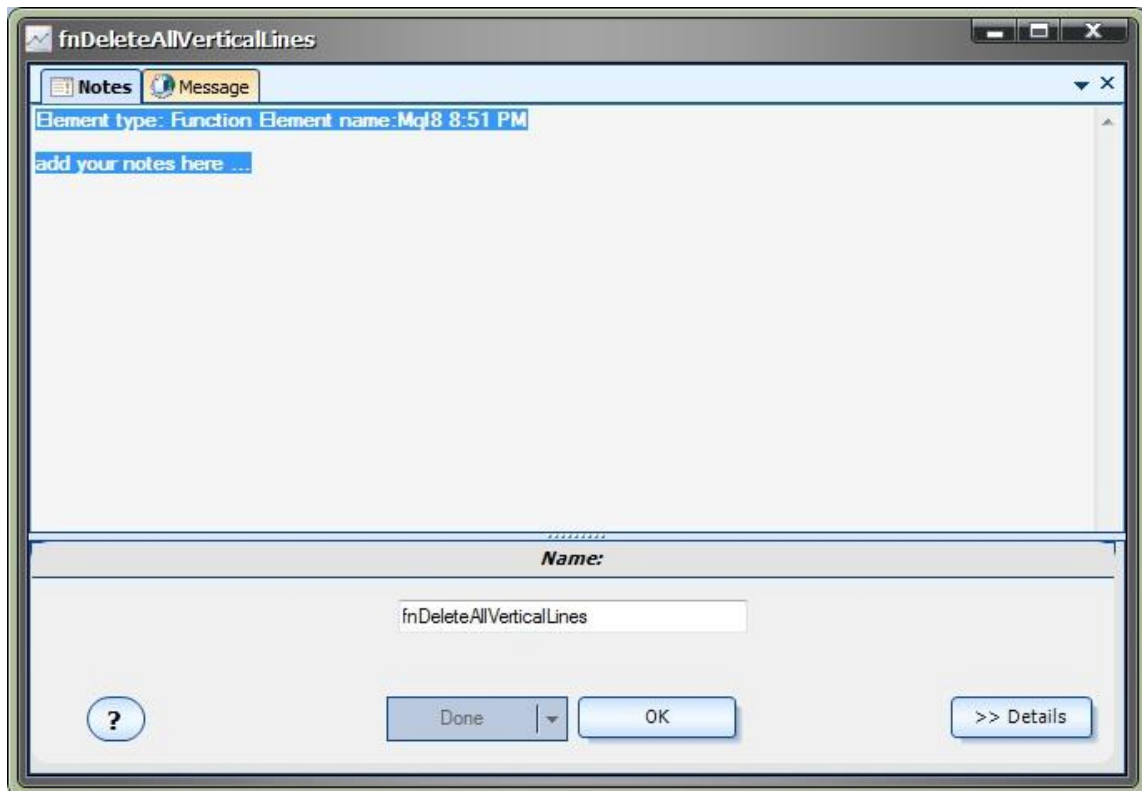 fnDeleteAllVerticalLines
Notes Message
Element type: Function Element name:Mql8 8:51 PM
add your notes here ...
Name:
fnDeleteAllVerticalLines
? Done OK >> Details